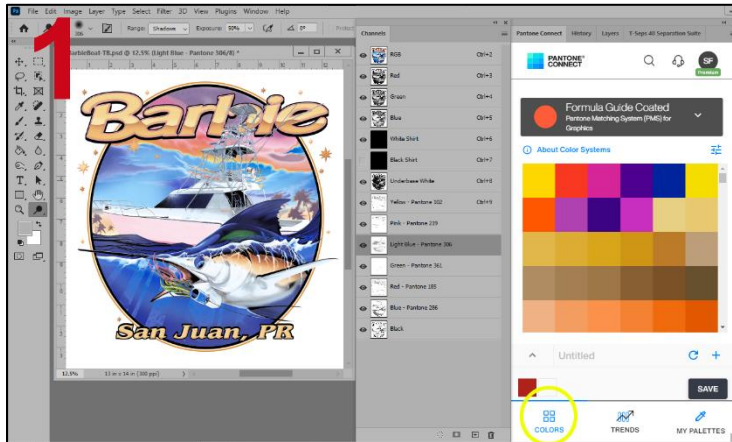 1
File Edit Image Layer Type Select Filter 3D View Plugins Window Help
Range: Shadows Exposure: 50% 0° Protect
BarbieBoat-TB.psd @ 12.5% (Light Blue - Pantone 306/8) *
Barbie
San Juan, PR
12.5% 13 in x 14 in (300 ppi)
Channels
RGB Ctrl+2
Red Ctrl+3
Green Ctrl+4
Blue Ctrl+5
White Shirt Ctrl+6
Black Shirt Ctrl+7
Underbase White Ctrl+8
Yellow - Pantone 102 Ctrl+9
Pink - Pantone 219
Light Blue - Pantone 306
Green - Pantone 361
Red - Pantone 185
Blue - Pantone 286
Black
Pantone Connect History Layers T-Seps 40 Separation Suite
PANTONE®
CONNECT
SF
Premium
Formula Guide Coated
Pantone Matching System (PMS) for
Graphics
About Color Systems
Untitled
SAVE
COLORS TRENDS MY PALETTES